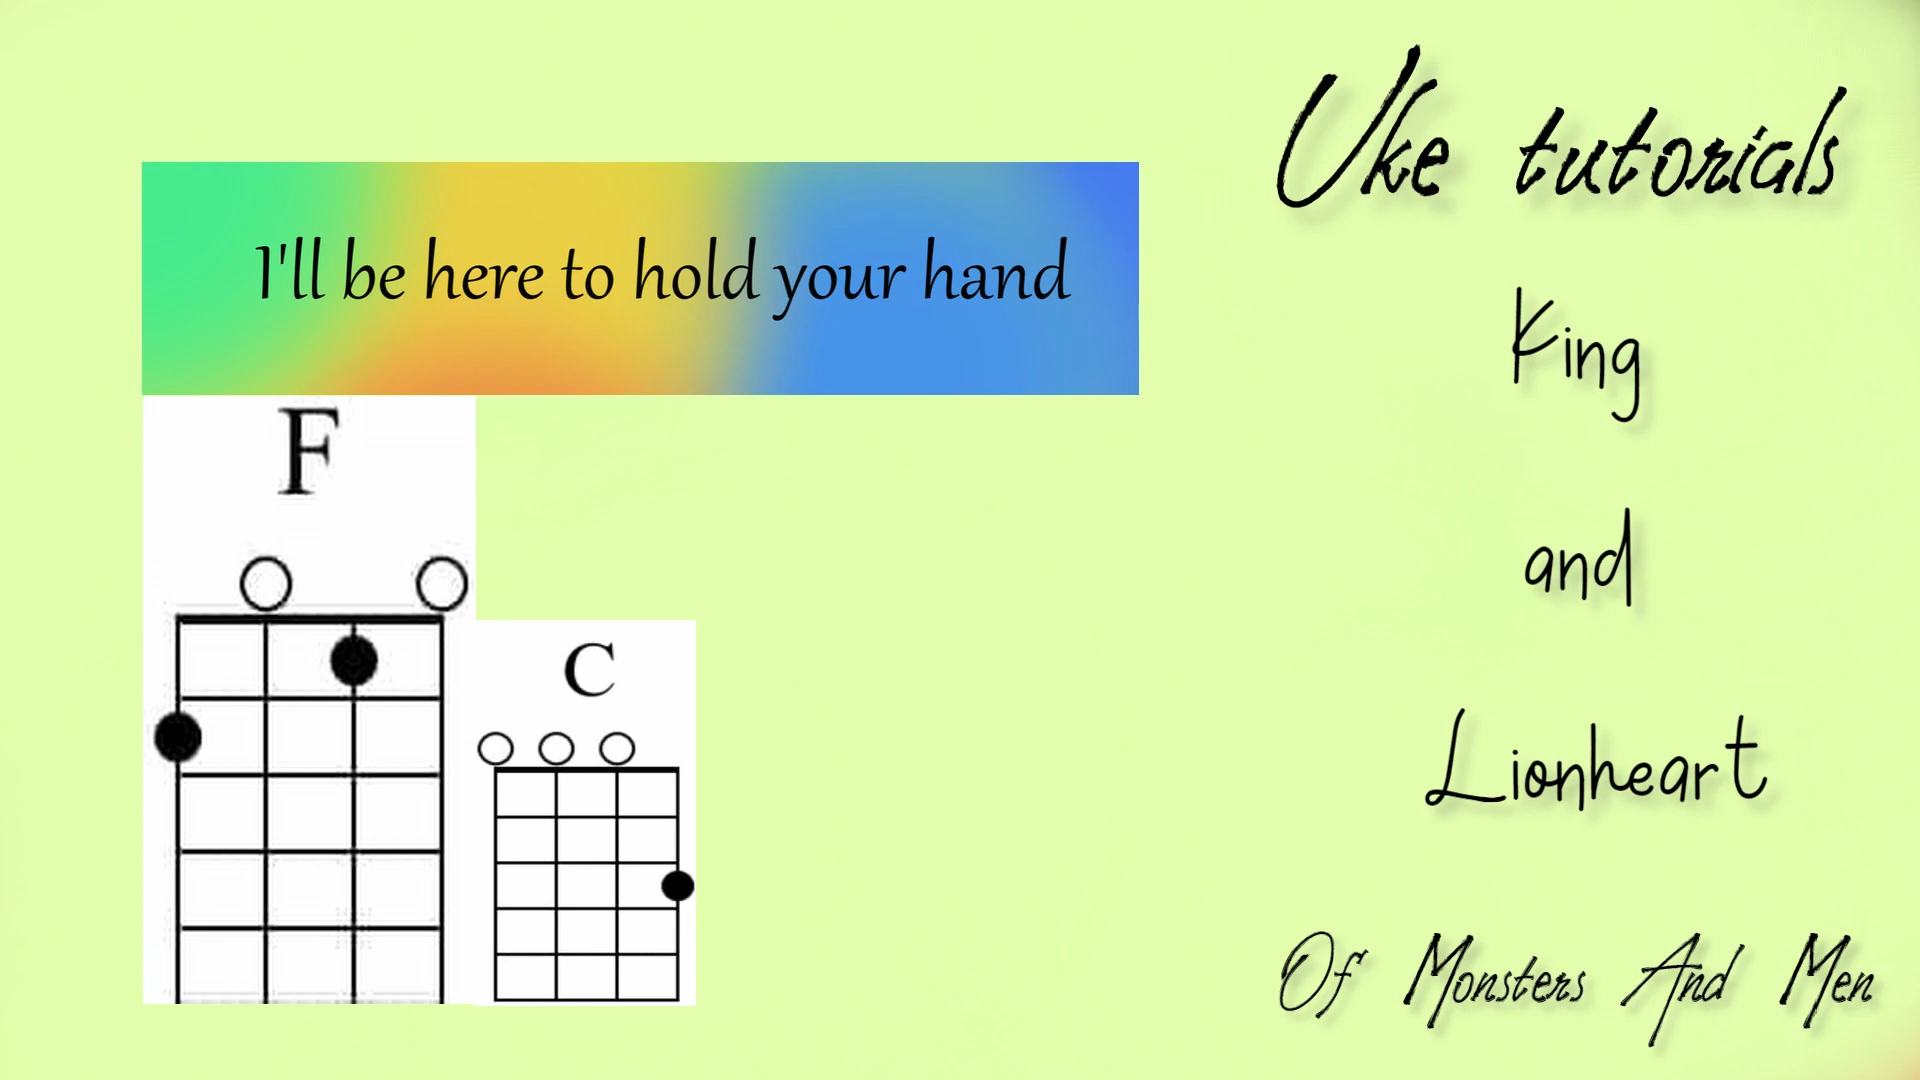 Uke tutorials
I'll be here to hold your hand
King
and
Lionheart
F
C
Of Monsters And Men